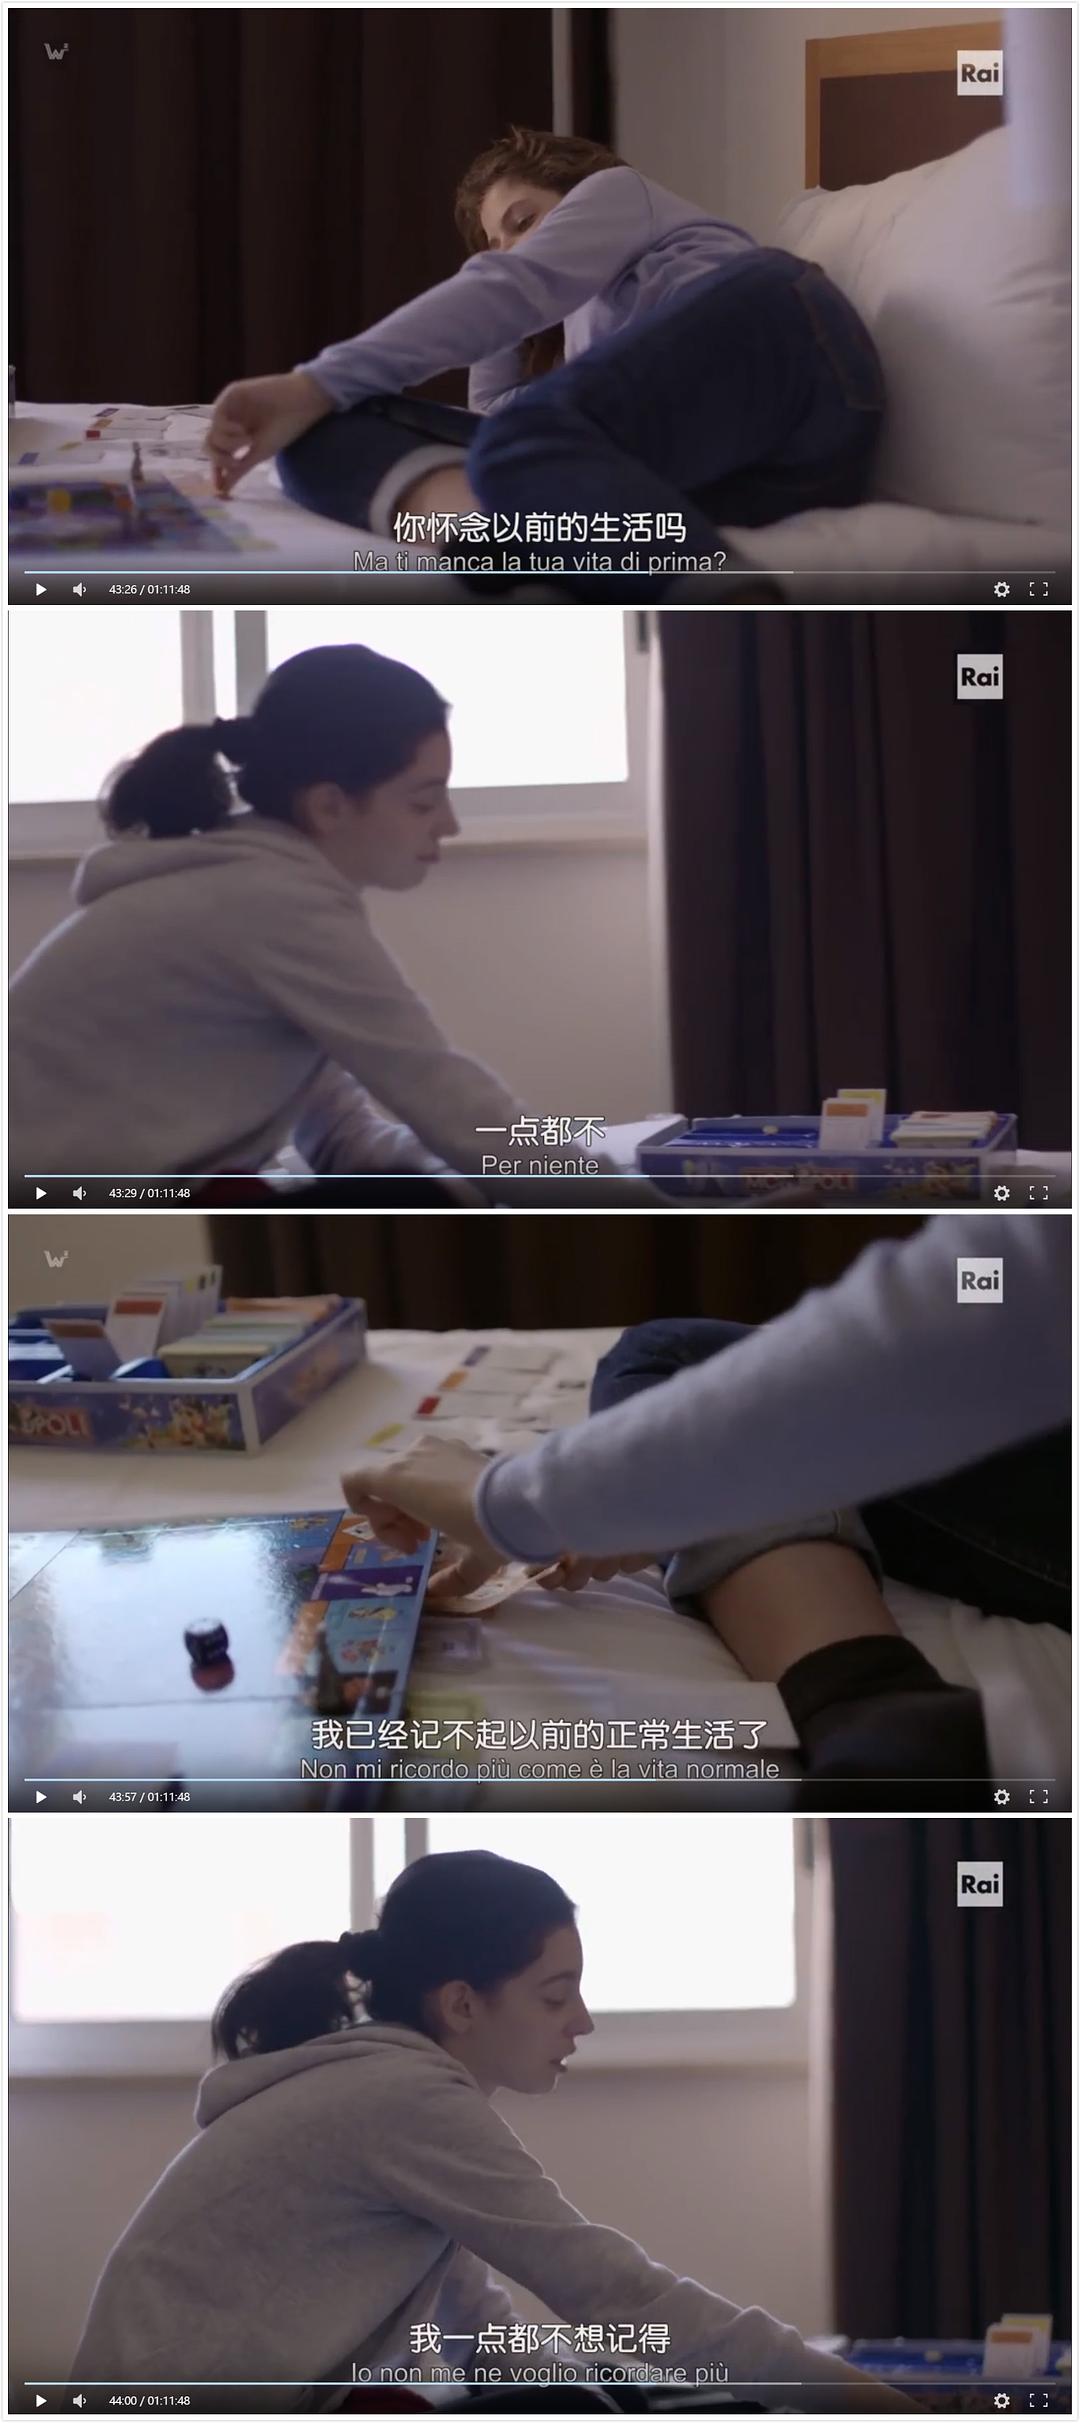 W
Rai
你怀念以前的生活吗
Ma ti manca la tua vita di prima?
43:26 / 01:11:48
Rai
一点都不
Per niente
MONOPOLI
43:29 / 01:11:48
W
Rai
OPOLI
我已经记不起以前的正常生活了
Non mi ricordo più come è la vita normale
43:57 / 01:11:48
Rai
我一点都不想记得
Io non me ne voglio ricordare più
44:00 / 01:11:48